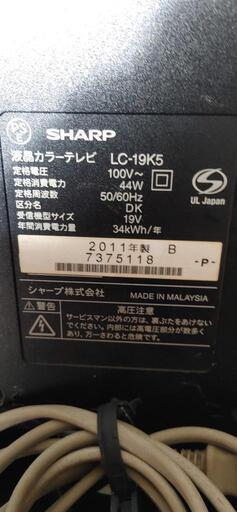 SHARP
液晶カラーテレビ LC-19K5
定格電圧 100V~
定格消費電力 44W
定格周波数 50/60Hz
区分名 DK
受信機型サイズ 19V
年間消費電力量 34kWh/年
UL Japan
2011年製 B
7375118
-P-
シャープ株式会社 MADE IN MALAYSIA
⚠警告 高圧注意
サービスマン以外の方は、裏ぶたをあけない
でください。内部には高電圧部分が数多く
あり、万一さわると危険です。